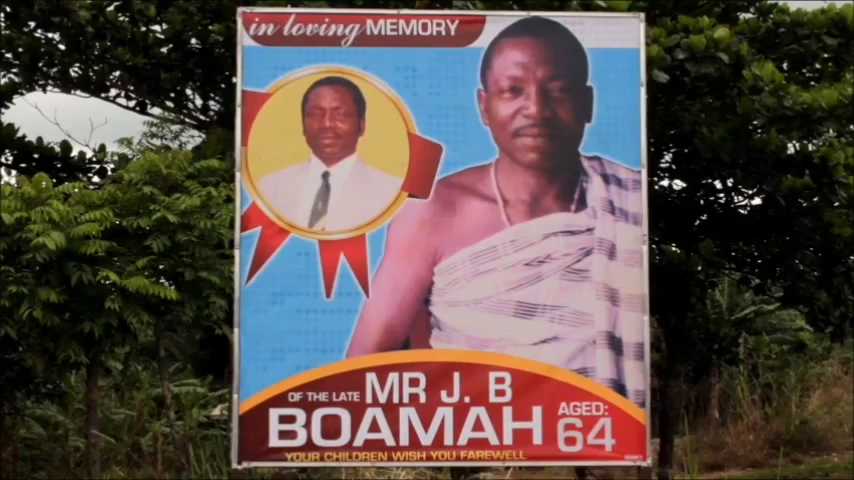 in loving MEMORY
OF THE LATE MR J. B
BOAMAH
AGED:
64
YOUR CHILDREN WISH YOU FAREWELL